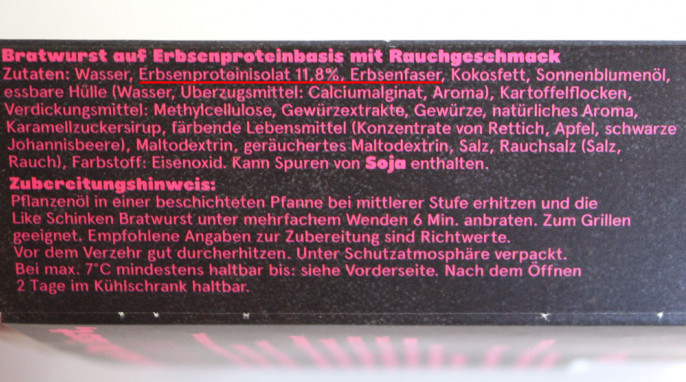 Bratwurst auf Erbsenproteinbasis mit Rauchgeschmack
Zutaten: Wasser, Erbsenproteinisolat 11,8%, Erbsenfaser, Kokosfett, Sonnenblumenöl,
essbare Hülle (Wasser, Überzugsmittel: Calciumalginat, Aroma), Kartoffelflocken,
Verdickungsmittel: Methylcellulose, Gewürzextrakte, Gewürze, natürliches Aroma,
Karamellzuckersirup, färbende Lebensmittel (Konzentrate von Rettich, Apfel, schwarze
Johannisbeere), Maltodextrin, geräuchertes Maltodextrin, Salz, Rauchsalz (Salz,
Rauch), Farbstoff: Eisenoxid. Kann Spuren von Soja enthalten.
Zubereitungshinweis:
Pflanzenöl in einer beschichteten Pfanne bei mittlerer Stufe erhitzen und die
Like Schinken Bratwurst unter mehrfachem Wenden 6 Min. anbraten. Zum Grillen
geeignet. Empfohlene Angaben zur Zubereitung sind Richtwerte.
Vor dem Verzehr gut durcherhitzen. Unter Schutzatmosphäre verpackt.
Bei max. 7°C mindestens haltbar bis: siehe Vorderseite. Nach dem Öffnen
2 Tage im Kühlschrank haltbar.